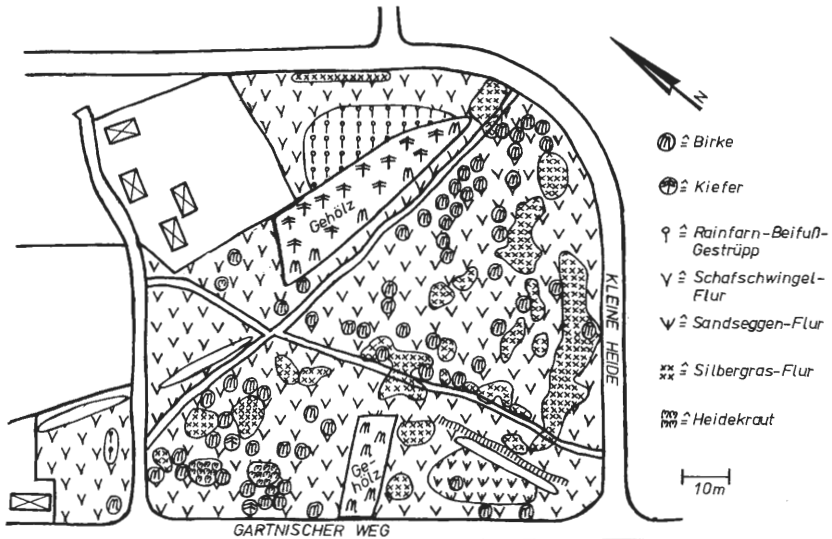 N
≙ Birke
≙ Kiefer
≙ Rainfarn-Beifuß-
Gestrüpp
≙ Schafschwingel-
Flur
≙ Sandseggen-Flur
≙ Silbergras-Flur
≙ Heidekraut
10m
Gehölz
KLEINE HEIDE
Ge-
hölz
GARTNISCHER WEG